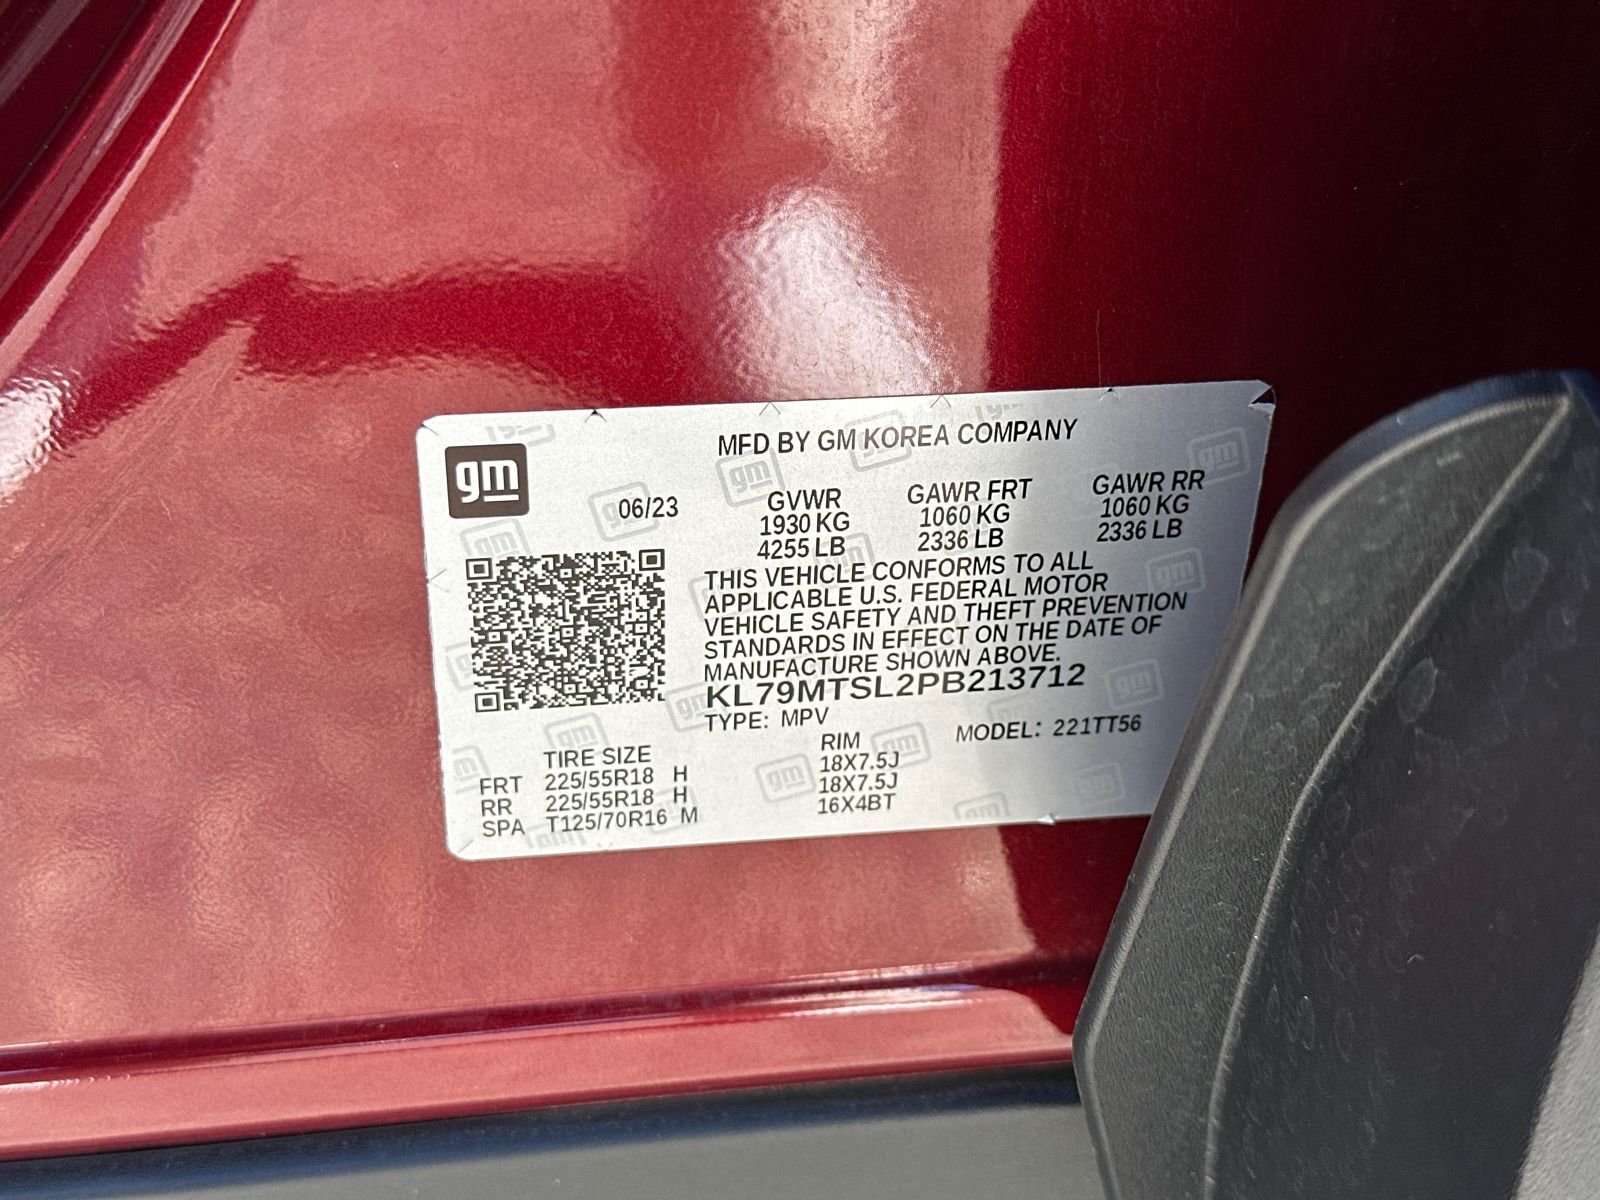 gm
MFD BY GM KOREA COMPANY
06/23 GVWR GAWR FRT GAWR RR
1930 KG 1060 KG 1060 KG
4255 LB 2336 LB 2336 LB
THIS VEHICLE CONFORMS TO ALL
APPLICABLE U.S. FEDERAL MOTOR
VEHICLE SAFETY AND THEFT PREVENTION
STANDARDS IN EFFECT ON THE DATE OF
MANUFACTURE SHOWN ABOVE.
KL79MTSL2PB213712
TYPE: MPV MODEL: 221TT56
TIRE SIZE RIM
FRT 225/55R18 H 18X7.5J
RR 225/55R18 H 18X7.5J
SPA T125/70R16 M 16X4BT